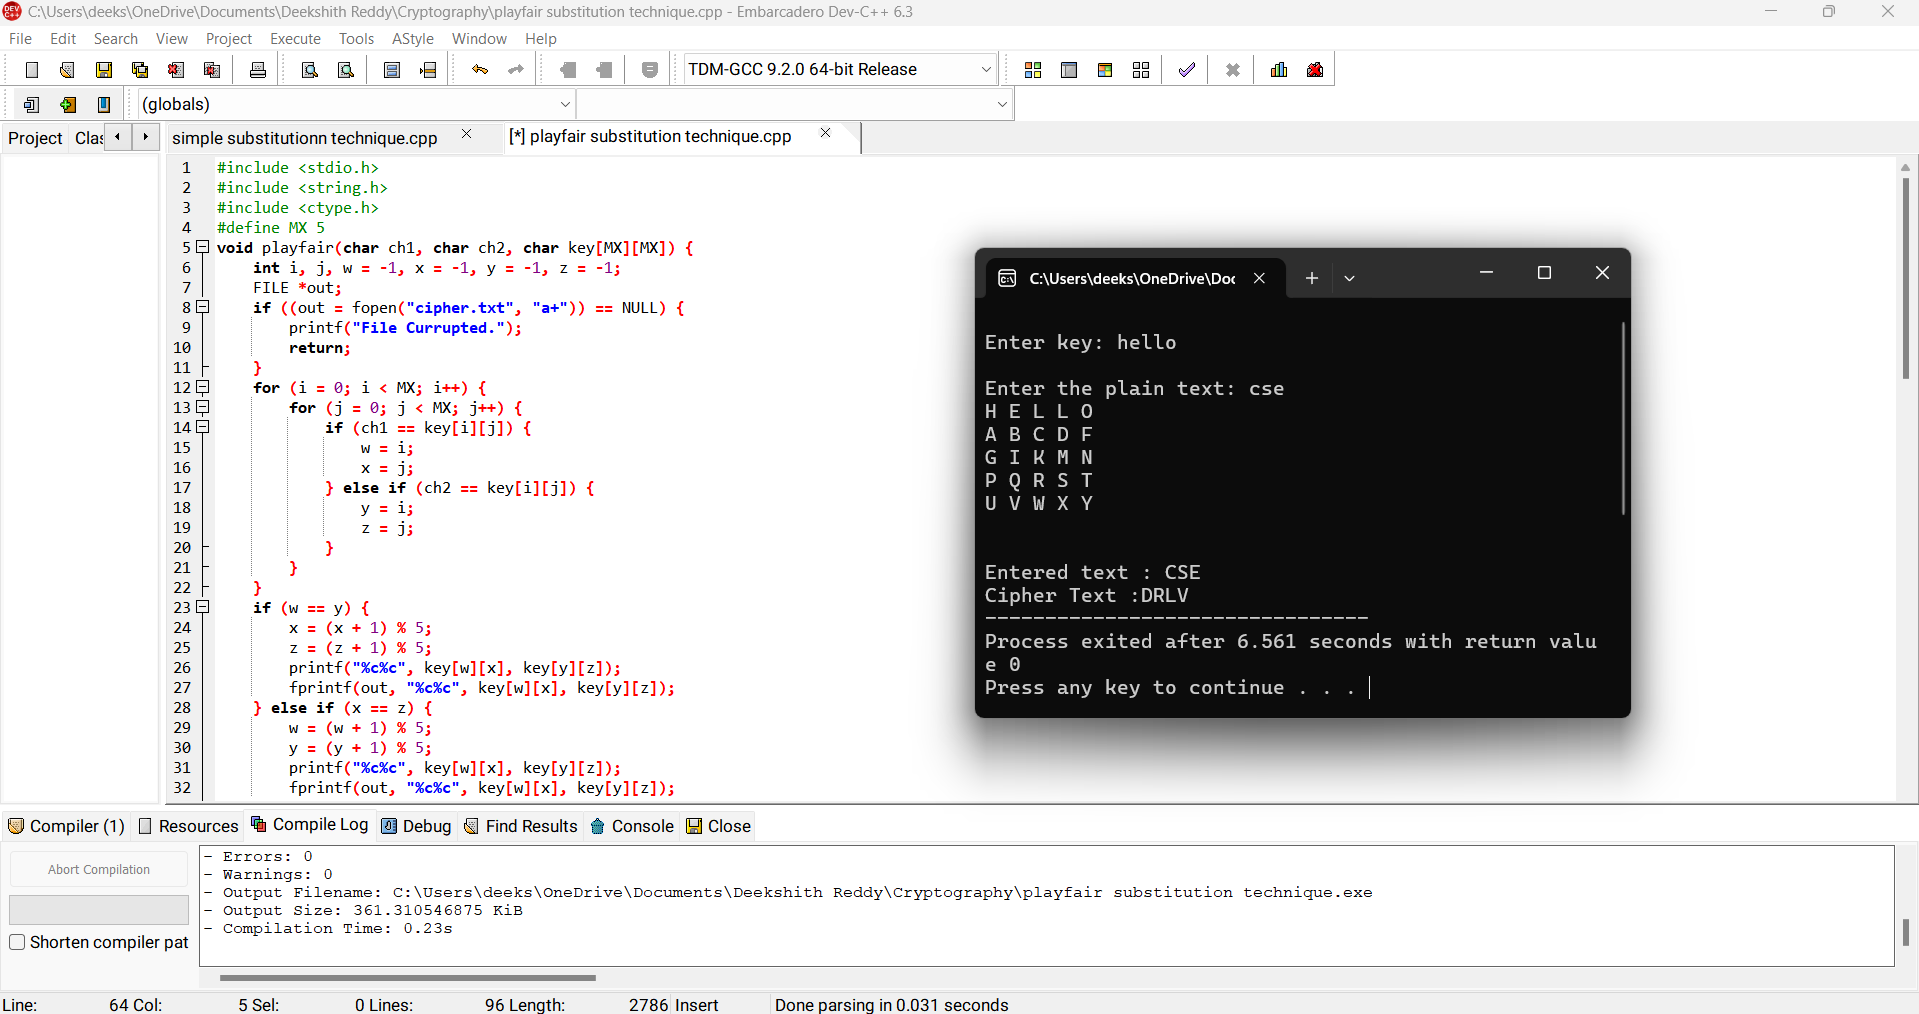 C:\Users\deeks\OneDrive\Documents\Deekshith Reddy\Cryptography\playfair substitution technique.cpp - Embarcadero Dev-C++ 6.3
File Edit Search View Project Execute Tools AStyle Window Help
TDM-GCC 9.2.0 64-bit Release
(globals)
Project Clas
simple substitutionn technique.cpp
[*] playfair substitution technique.cpp
1 #include <stdio.h>
2 #include <string.h>
3 #include <ctype.h>
4 #define MX 5
5 void playfair(char ch1, char ch2, char key[MX][MX]) {
6 int i, j, w = -1, x = -1, y = -1, z = -1;
7 FILE *out;
8 if ((out = fopen("cipher.txt", "a+")) == NULL) {
9 printf("File Currupted.");
10 return;
11 }
12 for (i = 0; i < MX; i++) {
13 for (j = 0; j < MX; j++) {
14 if (ch1 == key[i][j]) {
15 w = i;
16 x = j;
17 } else if (ch2 == key[i][j]) {
18 y = i;
19 z = j;
20 }
21 }
22 }
23 if (w == y) {
24 x = (x + 1) % 5;
25 z = (z + 1) % 5;
26 printf("%c%c", key[w][x], key[y][z]);
27 fprintf(out, "%c%c", key[w][x], key[y][z]);
28 } else if (x == z) {
29 w = (w + 1) % 5;
30 y = (y + 1) % 5;
31 printf("%c%c", key[w][x], key[y][z]);
32 fprintf(out, "%c%c", key[w][x], key[y][z]);
C:\Users\deeks\OneDrive\Doc
Enter key: hello
Enter the plain text: cse
H E L L O
A B C D F
G I K M N
P Q R S T
U V W X Y
Entered text : CSE
Cipher Text :DRLV
--------------------------------
Process exited after 6.561 seconds with return valu
e 0
Press any key to continue . . .
Compiler (1) Resources Compile Log Debug Find Results Console Close
Abort Compilation
Shorten compiler pat
- Errors: 0
- Warnings: 0
- Output Filename: C:\Users\deeks\OneDrive\Documents\Deekshith Reddy\Cryptography\playfair substitution technique.exe
- Output Size: 361.310546875 KiB
- Compilation Time: 0.23s
Line: 64 Col: 5 Sel: 0 Lines: 96 Length: 2786 Insert Done parsing in 0.031 seconds